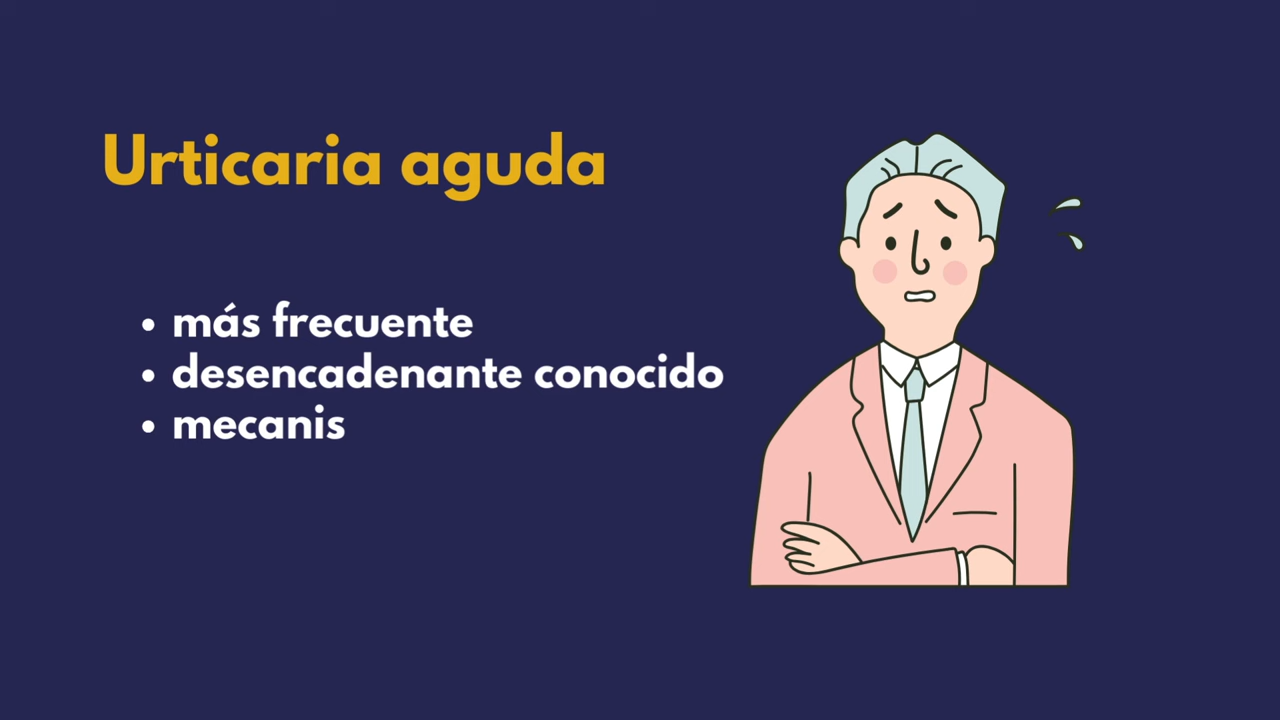 Urticaria aguda
• más frecuente
• desencadenante conocido
• mecanis